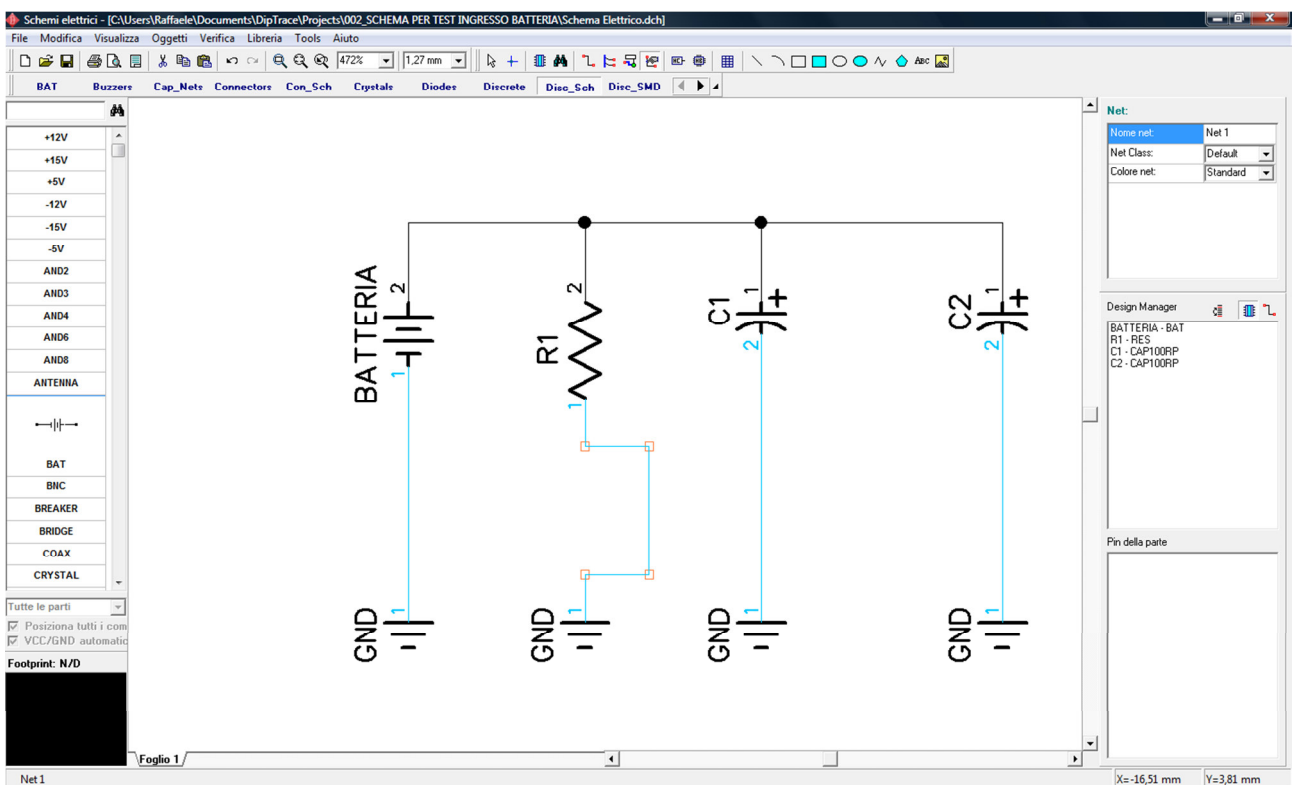 Schemi elettrici - [C:\Users\Raffaele\Documents\DipTrace\Projects\002_SCHEMA PER TEST INGRESSO BATTERIA\Schema Elettrico.dch]
File Modifica Visualizza Oggetti Verifica Libreria Tools Aiuto
472% 1,27 mm ABC
BAT Buzzers Cap_Nets Connectors Con_Sch Crystals Diodes Discrete Disc_Sch Disc_SMD
+12V
+15V
+5V
-12V
-15V
-5V
AND2
AND3
AND4
AND6
AND8
ANTENNA
BAT
BNC
BREAKER
BRIDGE
COAX
CRYSTAL
Tutte le parti
Posiziona tutti i com
VCC/GND automatic
Footprint: N/D
BATTERIA 2 1
R1 2 1
C1 1 2
C2 1 2
GND 1
GND 1
GND 1
GND 1
Foglio 1
Net:
Nome net: Net 1
Net Class: Default
Colore net: Standard
Design Manager
BATTERIA - BAT
R1 - RES
C1 - CAP100RP
C2 - CAP100RP
Pin della parte
Net 1
X=-16,51 mm Y=3,81 mm